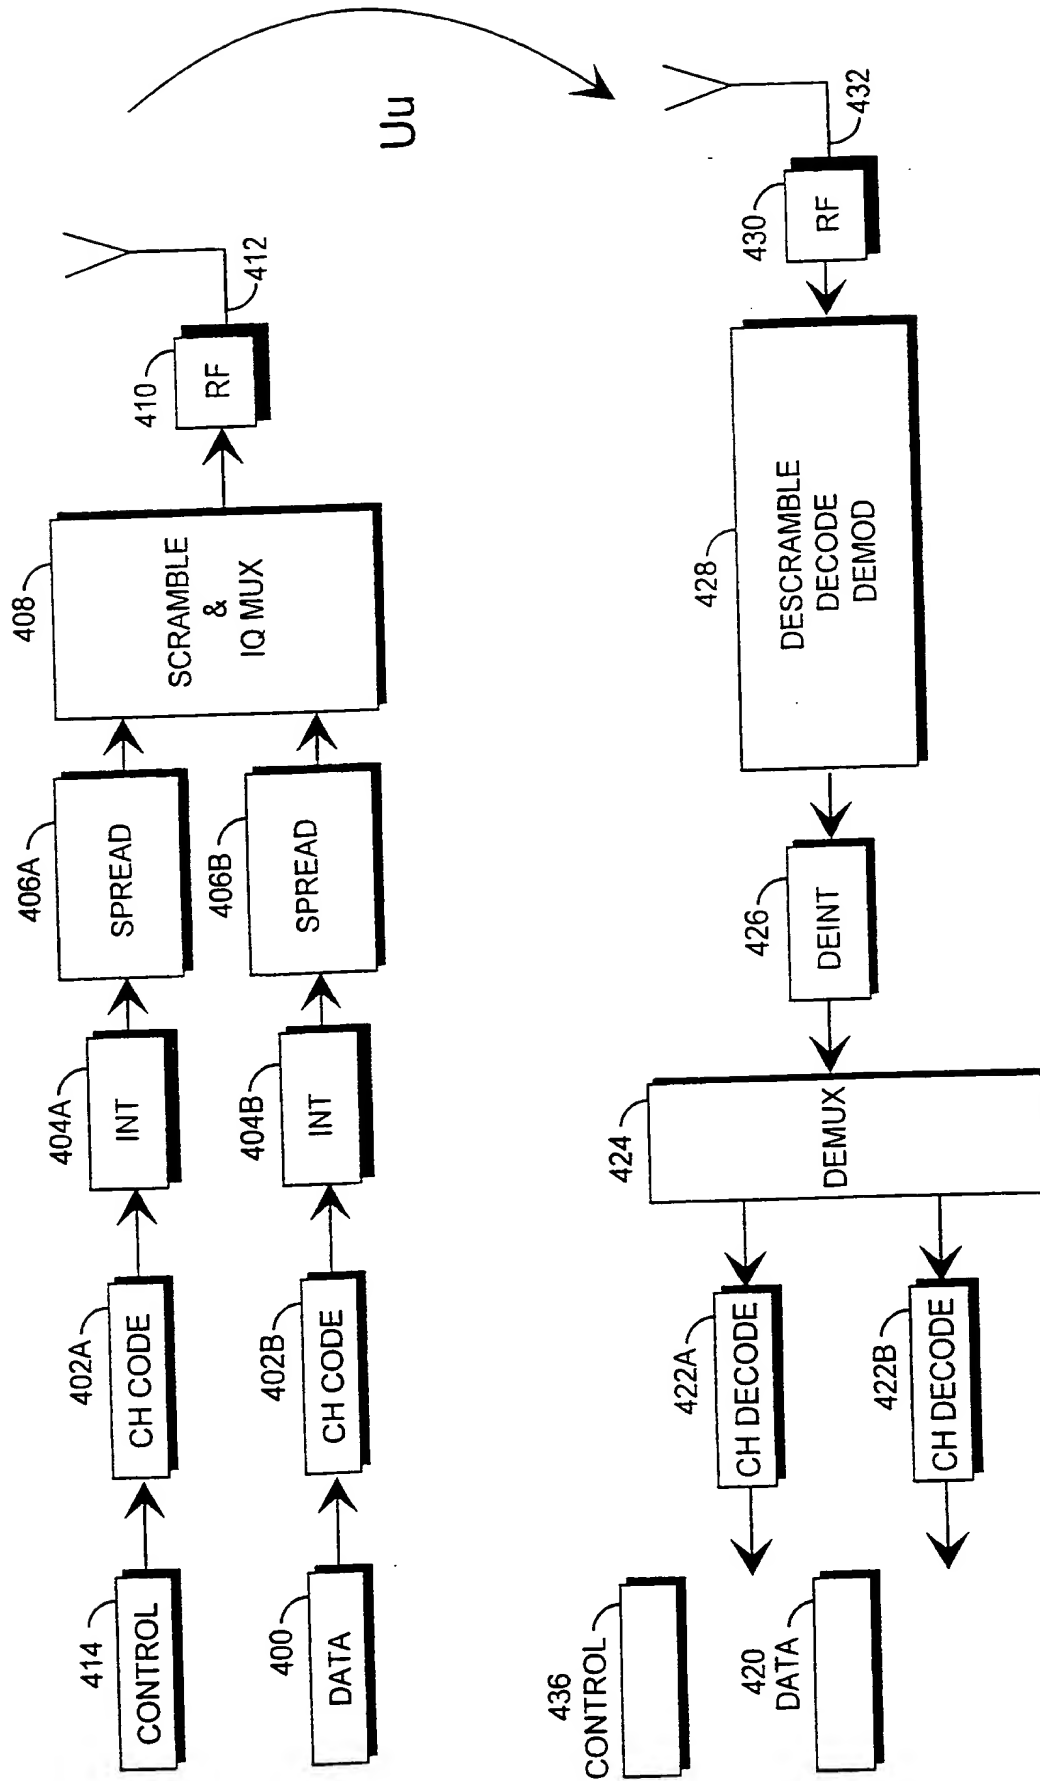 414
CONTROL
402A
CH CODE
404A
INT
406A
SPREAD
408
SCRAMBLE
&
IQ MUX
410
RF
412
400
DATA
402B
CH CODE
404B
INT
406B
SPREAD
Uu
436
CONTROL
420
DATA
422A
CH DECODE
422B
CH DECODE
424
DEMUX
426
DEINT
428
DESCRAMBLE
DECODE
DEMOD
430
RF
432